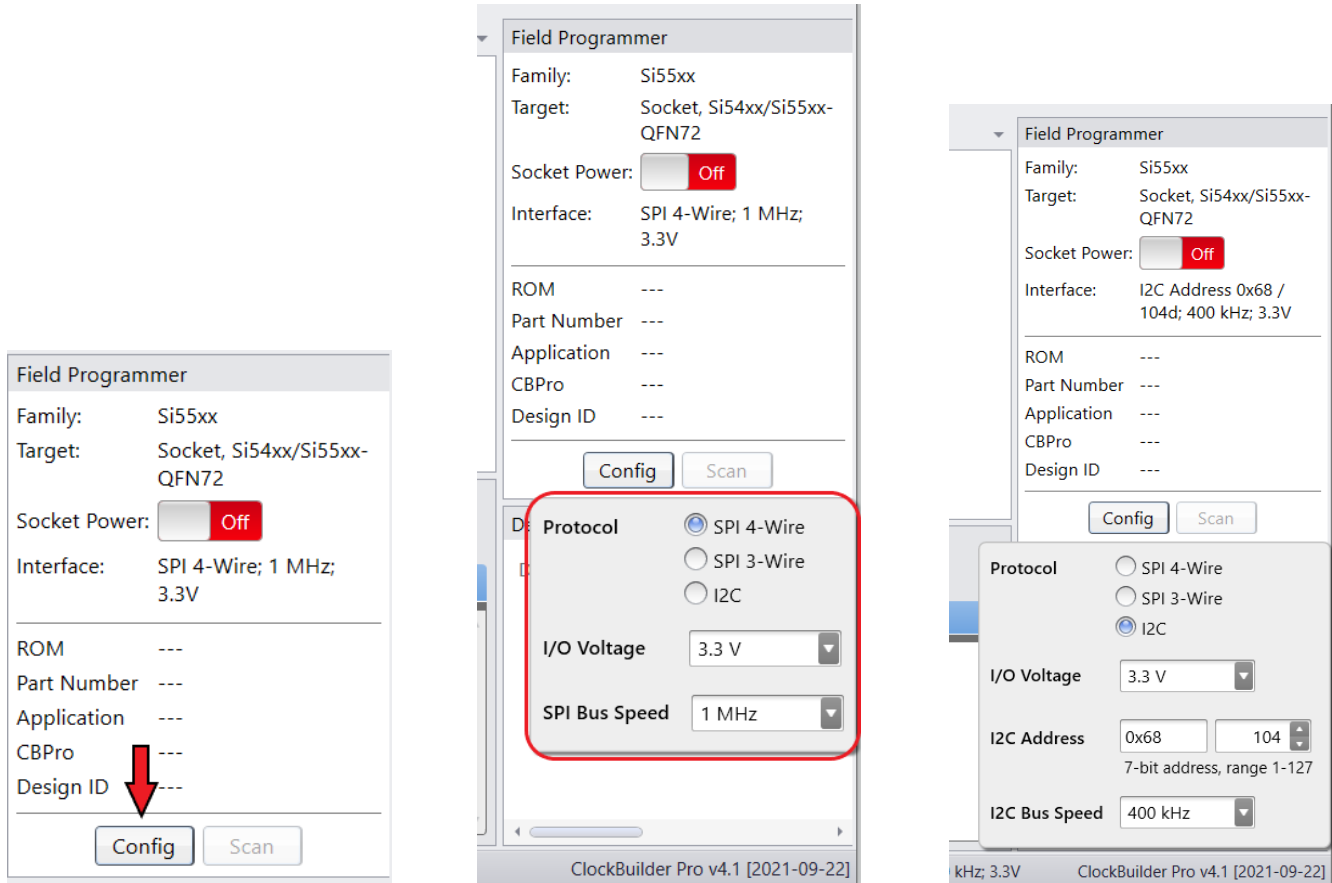 Field Programmer
Family: Si55xx
Target: Socket, Si54xx/Si55xx-
QFN72
Socket Power: Off
Interface: SPI 4-Wire; 1 MHz;
3.3V
ROM ---
Part Number ---
Application ---
CBPro ---
Design ID ---
Config Scan
Field Programmer
Family: Si55xx
Target: Socket, Si54xx/Si55xx-
QFN72
Socket Power: Off
Interface: SPI 4-Wire; 1 MHz;
3.3V
ROM ---
Part Number ---
Application ---
CBPro ---
Design ID ---
Config Scan
Protocol SPI 4-Wire
SPI 3-Wire
I2C
I/O Voltage 3.3 V
SPI Bus Speed 1 MHz
ClockBuilder Pro v4.1 [2021-09-22]
Field Programmer
Family: Si55xx
Target: Socket, Si54xx/Si55xx-
QFN72
Socket Power: Off
Interface: I2C Address 0x68 /
104d; 400 kHz; 3.3V
ROM ---
Part Number ---
Application ---
CBPro ---
Design ID ---
Config Scan
Protocol SPI 4-Wire
SPI 3-Wire
I2C
I/O Voltage 3.3 V
I2C Address 0x68 104
7-bit address, range 1-127
I2C Bus Speed 400 kHz
kHz; 3.3V ClockBuilder Pro v4.1 [2021-09-22]